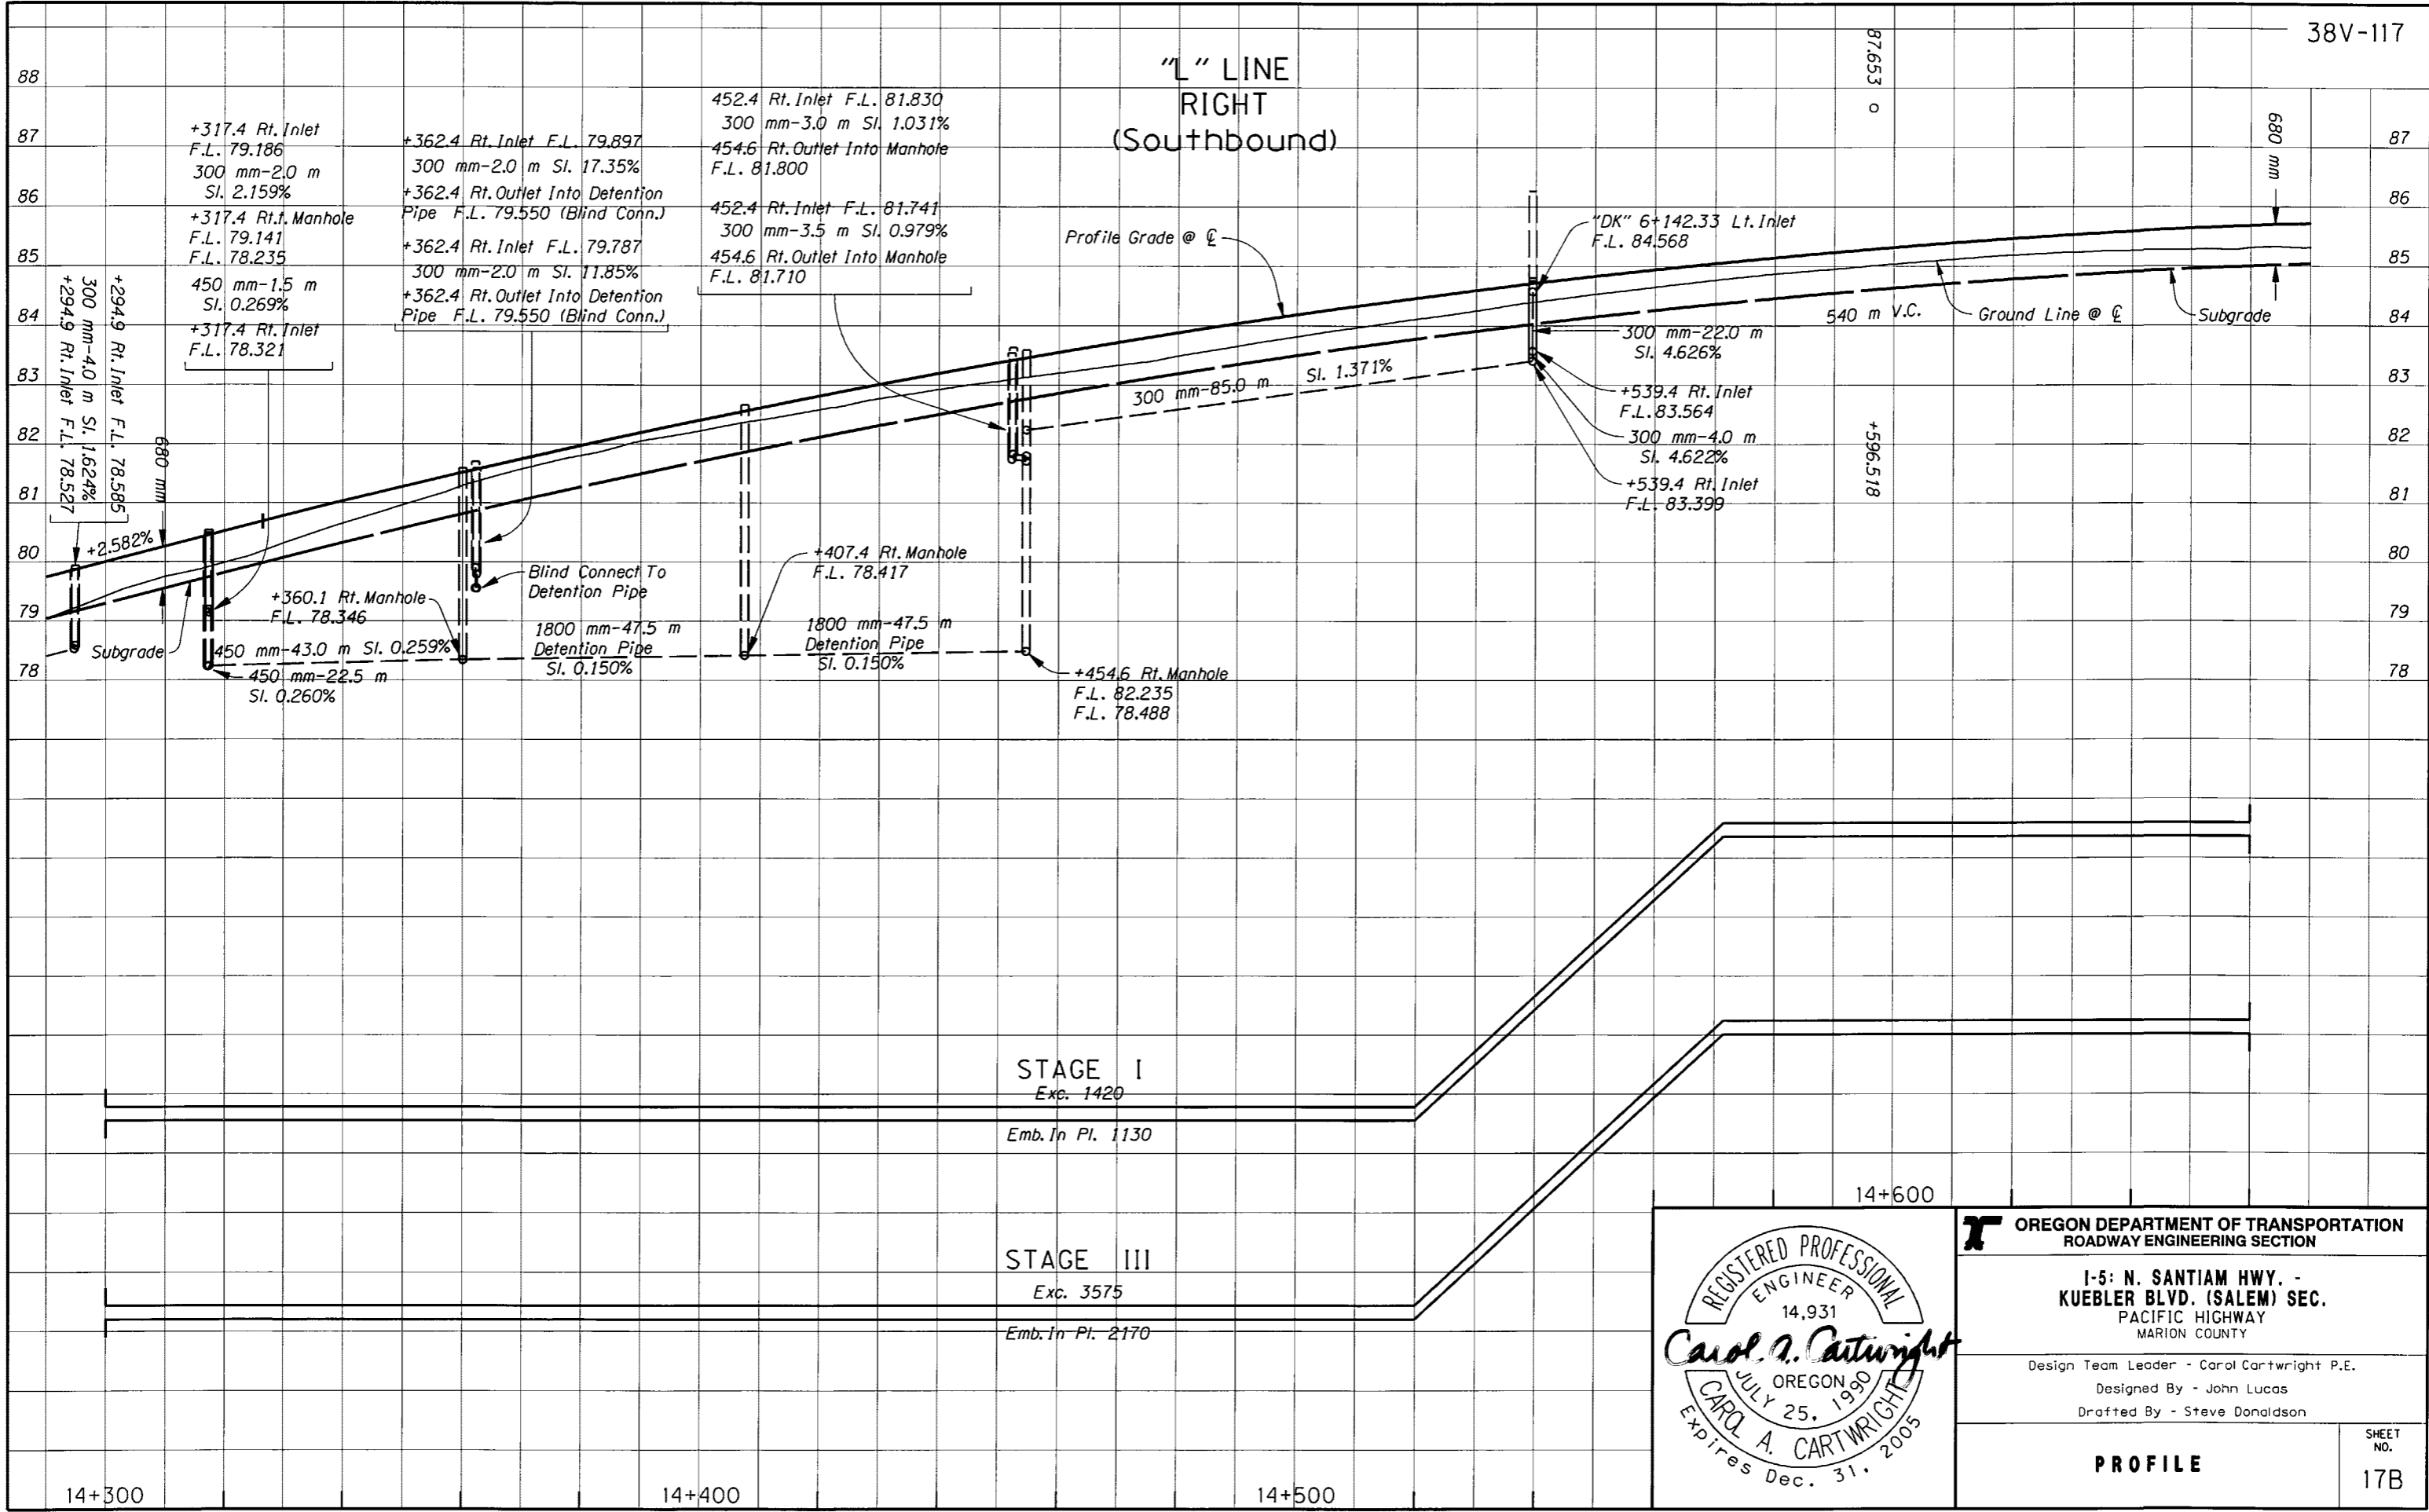 38V-117
"L" LINE
RIGHT
(Southbound)
88
87
86
85
84
83
82
81
80
79
78
87
86
85
84
83
82
81
80
79
78
+294.9 Rt. Inlet F.L. 78.585
300 mm-4.0 m Sl. 1.624%
+294.9 Rt. Inlet F.L. 78.527
680 mm
+2.582%
+317.4 Rt. Inlet
F.L. 79.186
300 mm-2.0 m
Sl. 2.159%
+317.4 Rt.t. Manhole
F.L. 79.141
F.L. 78.235
450 mm-1.5 m
Sl. 0.269%
+317.4 Rt. Inlet
F.L. 78.321
+362.4 Rt. Inlet F.L. 79.897
300 mm-2.0 m Sl. 17.35%
+362.4 Rt. Outlet Into Detention
Pipe F.L. 79.550 (Blind Conn.)
+362.4 Rt. Inlet F.L. 79.787
300 mm-2.0 m Sl. 11.85%
+362.4 Rt. Outlet Into Detention
Pipe F.L. 79.550 (Blind Conn.)
452.4 Rt. Inlet F.L. 81.830
300 mm-3.0 m Sl. 1.031%
454.6 Rt. Outlet Into Manhole
F.L. 81.800
452.4 Rt. Inlet F.L. 81.741
300 mm-3.5 m Sl. 0.979%
454.6 Rt. Outlet Into Manhole
F.L. 81.710
Profile Grade @ ℄
87.653
680 mm
"DK" 6+142.33 Lt. Inlet
F.L. 84.568
540 m V.C.
Ground Line @ ℄
Subgrade
300 mm-22.0 m
Sl. 4.626%
300 mm-85.0 m Sl. 1.371%
+539.4 Rt. Inlet
F.L. 83.564
300 mm-4.0 m
Sl. 4.622%
+539.4 Rt. Inlet
F.L. 83.399
+596.518
Subgrade
+360.1 Rt. Manhole
F.L. 78.346
450 mm-43.0 m Sl. 0.259%
450 mm-22.5 m
Sl. 0.260%
Blind Connect To
Detention Pipe
1800 mm-47.5 m
Detention Pipe
Sl. 0.150%
+407.4 Rt. Manhole
F.L. 78.417
1800 mm-47.5 m
Detention Pipe
Sl. 0.150%
+454.6 Rt. Manhole
F.L. 82.235
F.L. 78.488
STAGE I
Exc. 1420
Emb. In Pl. 1130
STAGE III
Exc. 3575
Emb. In Pl. 2170
14+600
14+300
14+400
14+500
REGISTERED PROFESSIONAL
ENGINEER
14,931
Carol A. Cartwright
OREGON
JULY 25, 1990
CAROL A. CARTWRIGHT
Expires Dec. 31, 2005
OREGON DEPARTMENT OF TRANSPORTATION
ROADWAY ENGINEERING SECTION
I-5: N. SANTIAM HWY. -
KUEBLER BLVD. (SALEM) SEC.
PACIFIC HIGHWAY
MARION COUNTY
Design Team Leader - Carol Cartwright P.E.
Designed By - John Lucas
Drafted By - Steve Donaldson
PROFILE
SHEET
NO.
17B